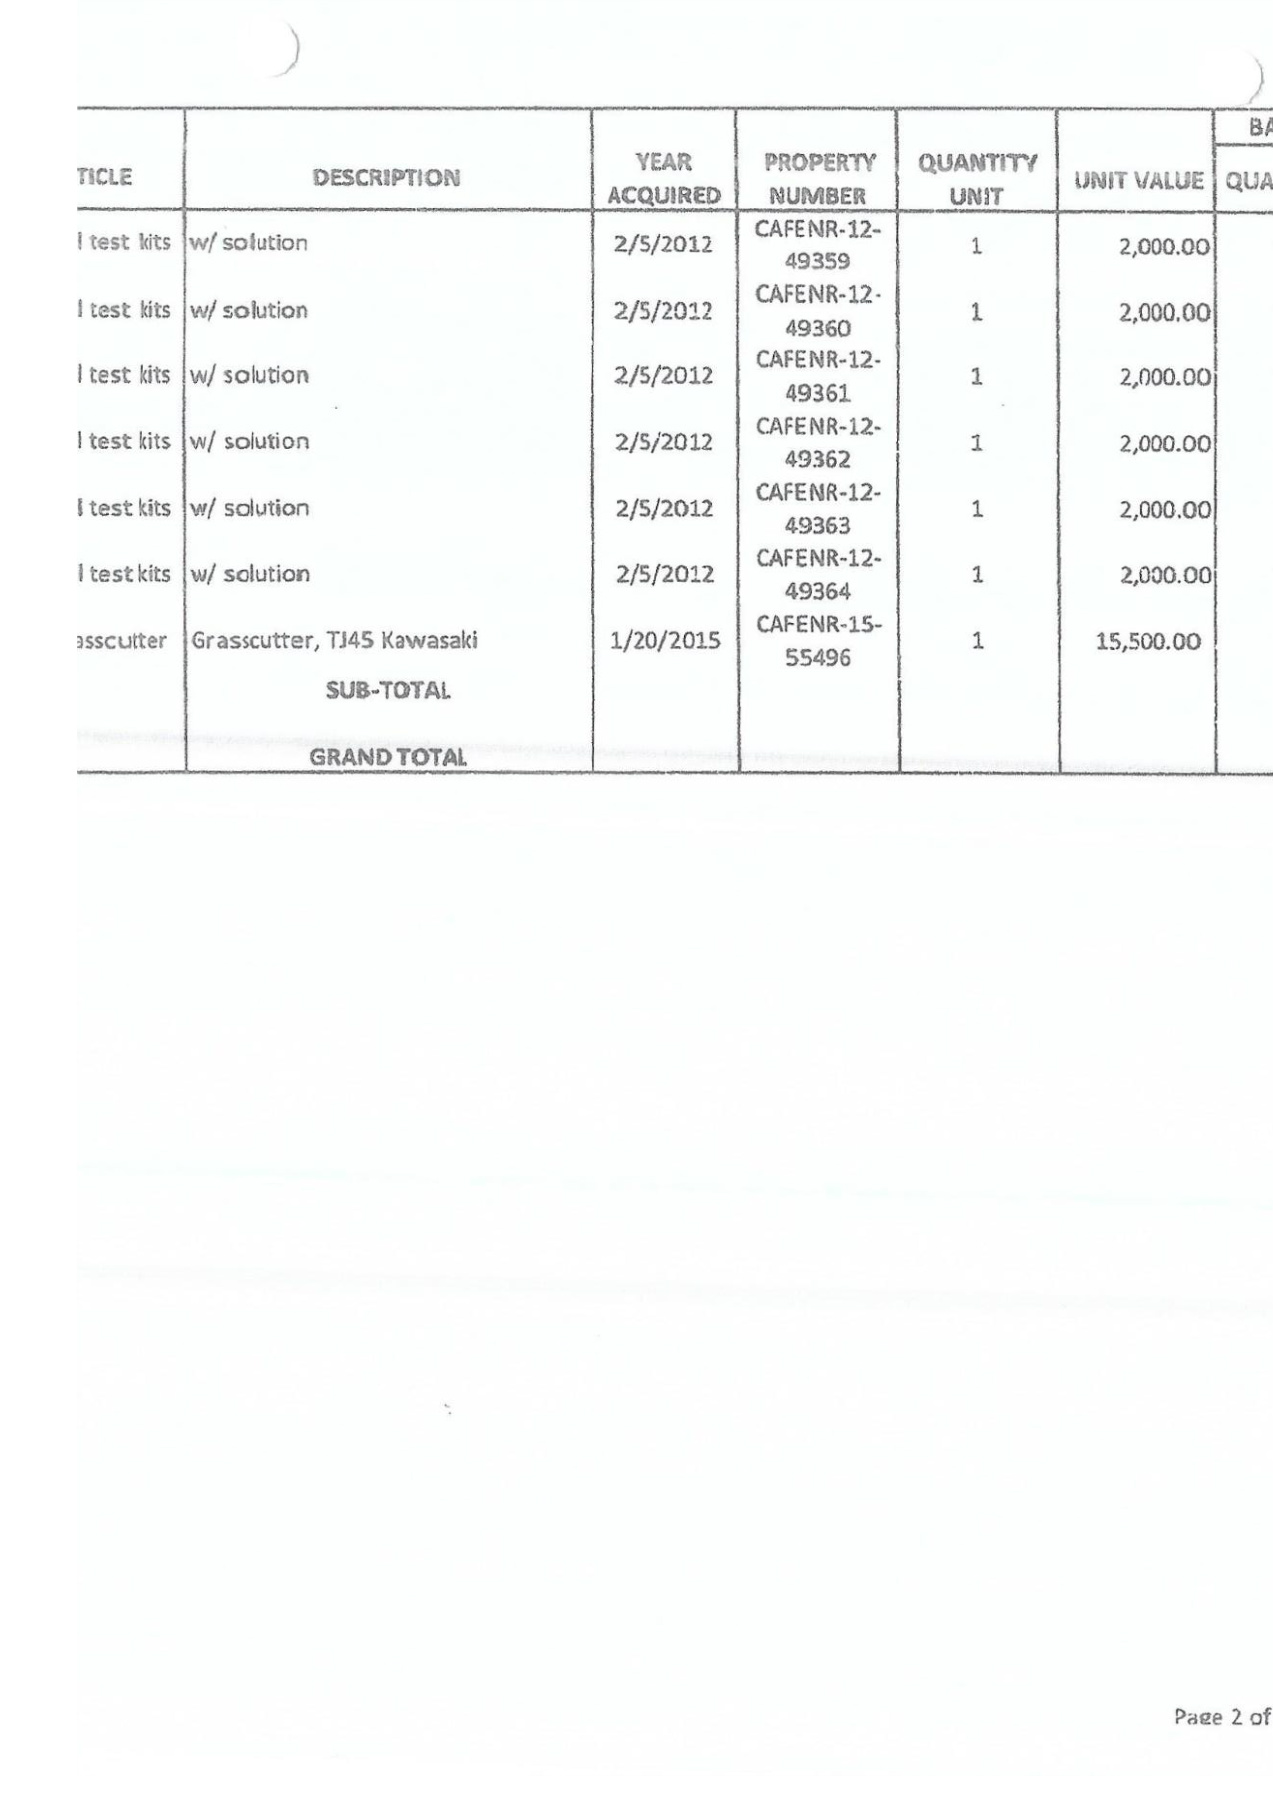 BA
TICLE DESCRIPTION YEAR ACQUIRED PROPERTY NUMBER QUANTITY UNIT UNIT VALUE QUA
l test kits w/ solution 2/5/2012 CAFENR-12-49359 1 2,000.00
l test kits w/ solution 2/5/2012 CAFENR-12-49360 1 2,000.00
l test kits w/ solution 2/5/2012 CAFENR-12-49361 1 2,000.00
l test kits w/ solution 2/5/2012 CAFENR-12-49362 1 2,000.00
l test kits w/ solution 2/5/2012 CAFENR-12-49363 1 2,000.00
l test kits w/ solution 2/5/2012 CAFENR-12-49364 1 2,000.00
asscutter Grasscutter, TJ45 Kawasaki 1/20/2015 CAFENR-15-55496 1 15,500.00
SUB-TOTAL
GRAND TOTAL
Page 2 of